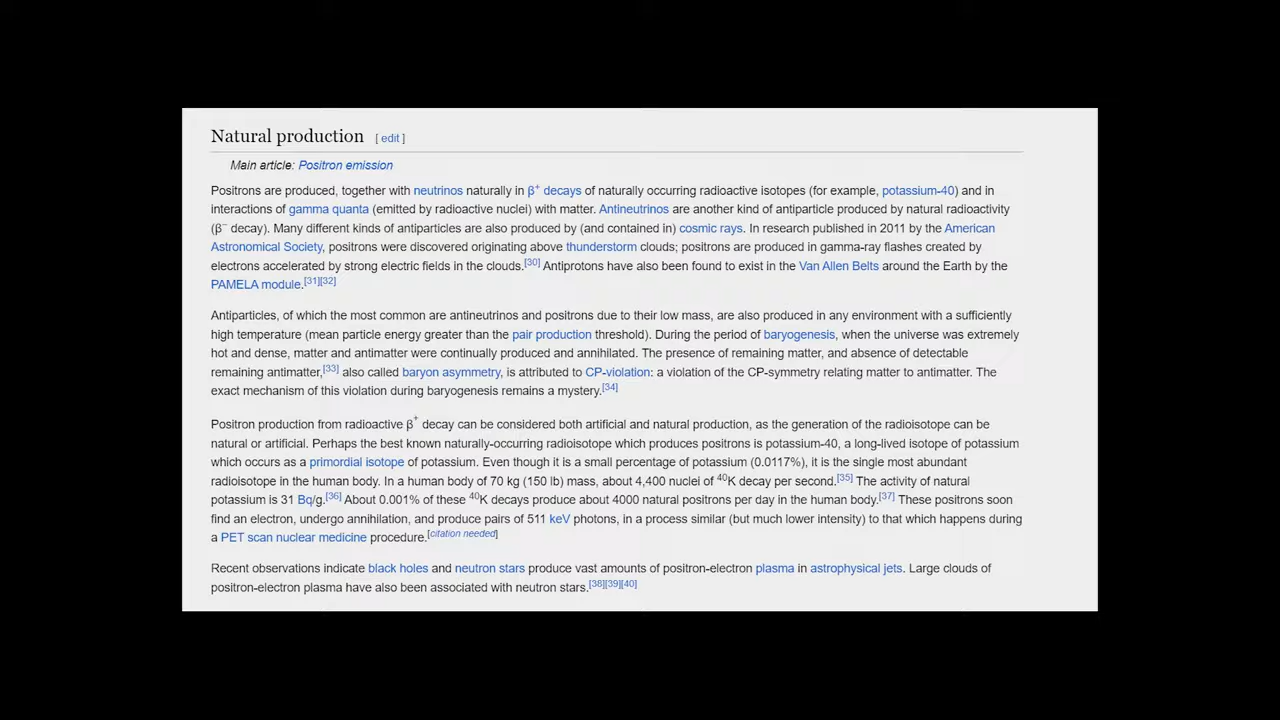 Natural production [ edit ]
Main article: Positron emission
Positrons are produced, together with neutrinos naturally in β+ decays of naturally occurring radioactive isotopes (for example, potassium-40) and in
interactions of gamma quanta (emitted by radioactive nuclei) with matter. Antineutrinos are another kind of antiparticle produced by natural radioactivity
(β− decay). Many different kinds of antiparticles are also produced by (and contained in) cosmic rays. In research published in 2011 by the American
Astronomical Society, positrons were discovered originating above thunderstorm clouds; positrons are produced in gamma-ray flashes created by
electrons accelerated by strong electric fields in the clouds.[30] Antiprotons have also been found to exist in the Van Allen Belts around the Earth by the
PAMELA module.[31][32]
Antiparticles, of which the most common are antineutrinos and positrons due to their low mass, are also produced in any environment with a sufficiently
high temperature (mean particle energy greater than the pair production threshold). During the period of baryogenesis, when the universe was extremely
hot and dense, matter and antimatter were continually produced and annihilated. The presence of remaining matter, and absence of detectable
remaining antimatter,[33] also called baryon asymmetry, is attributed to CP-violation: a violation of the CP-symmetry relating matter to antimatter. The
exact mechanism of this violation during baryogenesis remains a mystery.[34]
Positron production from radioactive β+ decay can be considered both artificial and natural production, as the generation of the radioisotope can be
natural or artificial. Perhaps the best known naturally-occurring radioisotope which produces positrons is potassium-40, a long-lived isotope of potassium
which occurs as a primordial isotope of potassium. Even though it is a small percentage of potassium (0.0117%), it is the single most abundant
radioisotope in the human body. In a human body of 70 kg (150 lb) mass, about 4,400 nuclei of 40K decay per second.[35] The activity of natural
potassium is 31 Bq/g.[36] About 0.001% of these 40K decays produce about 4000 natural positrons per day in the human body.[37] These positrons soon
find an electron, undergo annihilation, and produce pairs of 511 keV photons, in a process similar (but much lower intensity) to that which happens during
a PET scan nuclear medicine procedure.[citation needed]
Recent observations indicate black holes and neutron stars produce vast amounts of positron-electron plasma in astrophysical jets. Large clouds of
positron-electron plasma have also been associated with neutron stars.[38][39][40]